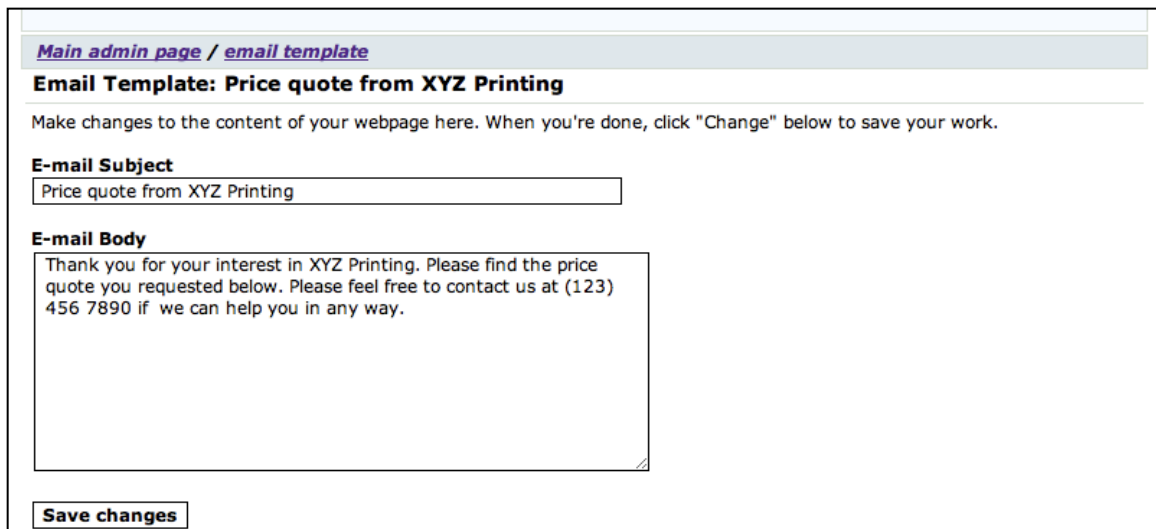 Main admin page / email template
Email Template: Price quote from XYZ Printing
Make changes to the content of your webpage here. When you're done, click "Change" below to save your work.
E-mail Subject
Price quote from XYZ Printing
E-mail Body
Thank you for your interest in XYZ Printing. Please find the price
quote you requested below. Please feel free to contact us at (123)
456 7890 if  we can help you in any way.
Save changes